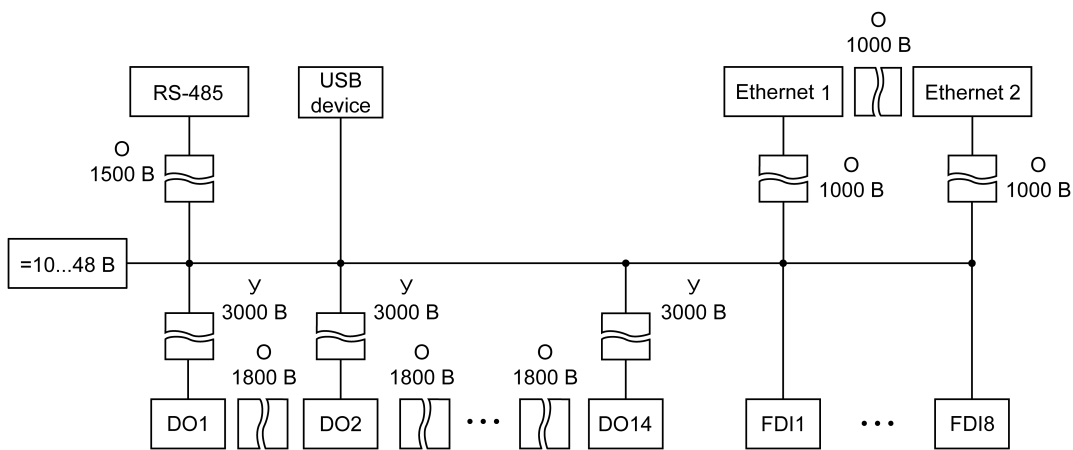 О
1000 В
RS-485
USB
device
Ethernet 1
Ethernet 2
О
1500 В
О
1000 В
О
1000 В
=10...48 В
У
3000 В
У
3000 В
У
3000 В
О
1800 В
О
1800 В
О
1800 В
DO1
DO2
...
DO14
FDI1
...
FDI8